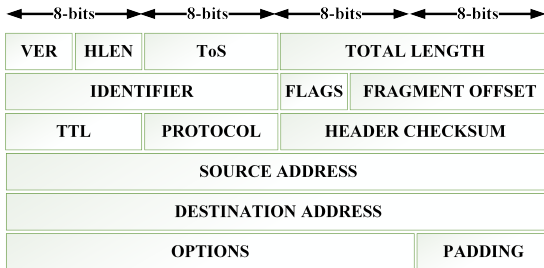 8-bits 8-bits 8-bits 8-bits
VER HLEN ToS TOTAL LENGTH
IDENTIFIER FLAGS FRAGMENT OFFSET
TTL PROTOCOL HEADER CHECKSUM
SOURCE ADDRESS
DESTINATION ADDRESS
OPTIONS PADDING